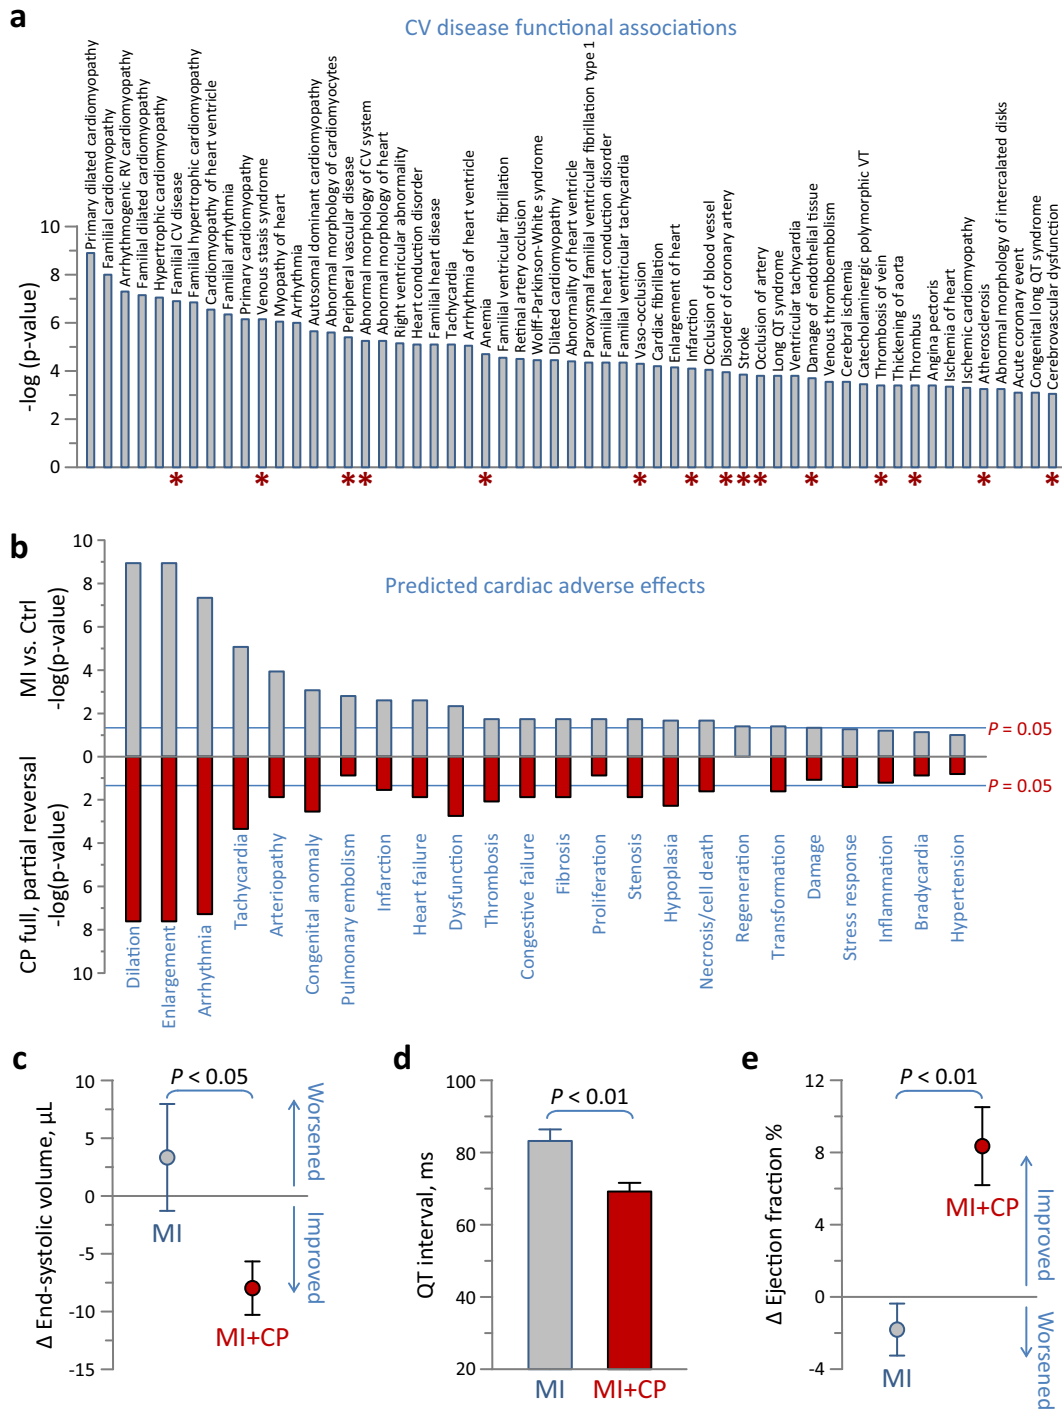 a
CV disease functional associations
Primary dilated cardiomyopathy
Familial cardiomyopathy
Arrhythmogenic RV cardiomyopathy
Familial dilated cardiomyopathy
Hypertrophic cardiomyopathy
Familial CV disease
Familial hypertrophic cardiomyopathy
Cardiomyopathy of heart ventricle
Familial arrhythmia
Primary cardiomyopathy
Venous stasis syndrome
Myopathy of heart
Arrhythmia
Autosomal dominant cardiomyopathy
Abnormal morphology of cardiomyocytes
Peripheral vascular disease
Abnormal morphology of CV system
Abnormal morphology of heart
Right ventricular abnormality
Heart conduction disorder
Familial heart disease
Tachycardia
Arrhythmia of heart ventricle
Anemia
Familial ventricular fibrillation
Retinal artery occlusion
Wolff-Parkinson-White syndrome
Dilated cardiomyopathy
Abnormality of heart ventricle
Paroxysmal familial ventricular fibrillation type 1
Familial heart conduction disorder
Familial ventricular tachycardia
Vaso-occlusion
Cardiac fibrillation
Enlargement of heart
Infarction
Occlusion of blood vessel
Disorder of coronary artery
Stroke
Occlusion of artery
Long QT syndrome
Ventricular tachycardia
Damage of endothelial tissue
Venous thromboembolism
Cerebral ischemia
Catecholaminergic polymorphic VT
Thrombosis of vein
Thickening of aorta
Thrombus
Angina pectoris
Ischemia of heart
Ischemic cardiomyopathy
Atherosclerosis
Abnormal morphology of intercalated disks
Acute coronary event
Congenital long QT syndrome
Cerebrovascular dysfunction
-log (p-value)
10
8
6
4
2
0
* * * * * * * * * * * * * * *
b
Predicted cardiac adverse effects
MI vs. Ctrl
-log(p-value)
CP full, partial reversal
-log(p-value)
10
8
6
4
2
0
2
4
6
8
10
P = 0.05
P = 0.05
Dilation
Enlargement
Arrhythmia
Tachycardia
Arteriopathy
Congenital anomaly
Pulmonary embolism
Infarction
Heart failure
Dysfunction
Thrombosis
Congestive failure
Fibrosis
Proliferation
Stenosis
Hypoplasia
Necrosis/cell death
Regeneration
Transformation
Damage
Stress response
Inflammation
Bradycardia
Hypertension
c
Δ End-systolic volume, µL
10
5
0
-5
-10
-15
P < 0.05
MI
MI+CP
Worsened
Improved
d
QT interval, ms
100
80
60
40
20
P < 0.01
MI
MI+CP
e
Δ Ejection fraction %
12
8
4
0
-4
P < 0.01
MI+CP
MI
Improved
Worsened